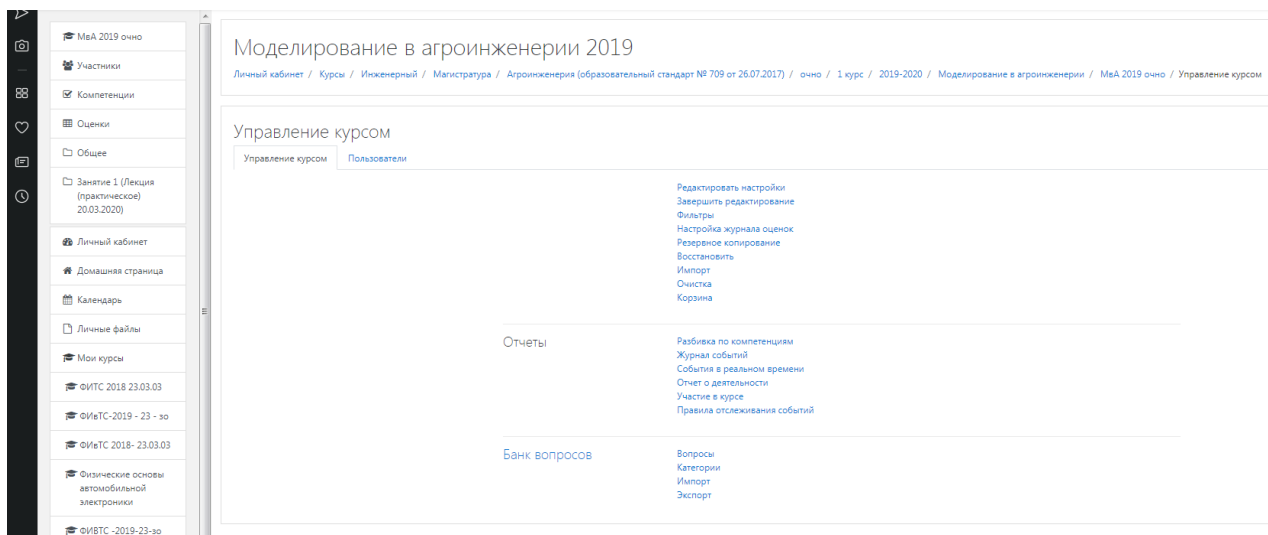 МвА 2019 очно
Участники
Компетенции
Оценки
Общее
Занятие 1 (Лекция
(практическое)
20.03.2020)
Личный кабинет
Домашняя страница
Календарь
Личные файлы
Мои курсы
ФИТС 2018 23.03.03
ФИвТС-2019 - 23 - зо
ФИвТС 2018- 23.03.03
Физические основы
автомобильной
электроники
ФИВТС -2019-23-зо
Моделирование в агроинженерии 2019
Личный кабинет / Курсы / Инженерный / Магистратура / Агроинженерия (образовательный стандарт № 709 от 26.07.2017) / очно / 1 курс / 2019-2020 / Моделирование в агроинженерии / МвА 2019 очно / Управление курсом
Управление курсом
Управление курсом Пользователи
Редактировать настройки
Завершить редактирование
Фильтры
Настройка журнала оценок
Резервное копирование
Восстановить
Импорт
Очистка
Корзина
Отчеты
Разбивка по компетенциям
Журнал событий
События в реальном времени
Отчет о деятельности
Участие в курсе
Правила отслеживания событий
Банк вопросов
Вопросы
Категории
Импорт
Экспорт